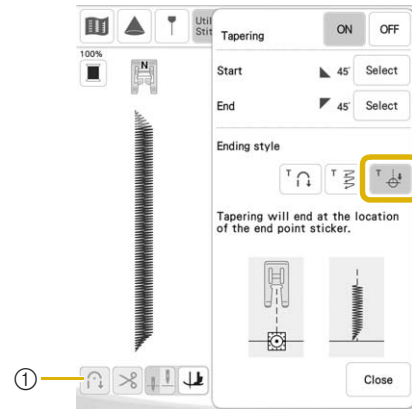 Util
Stit
100%
N
Tapering
ON
OFF
Start
45°
Select
End
45°
Select
Ending style
T
T
T
Tapering will end at the location
of the end point sticker.
①
Close